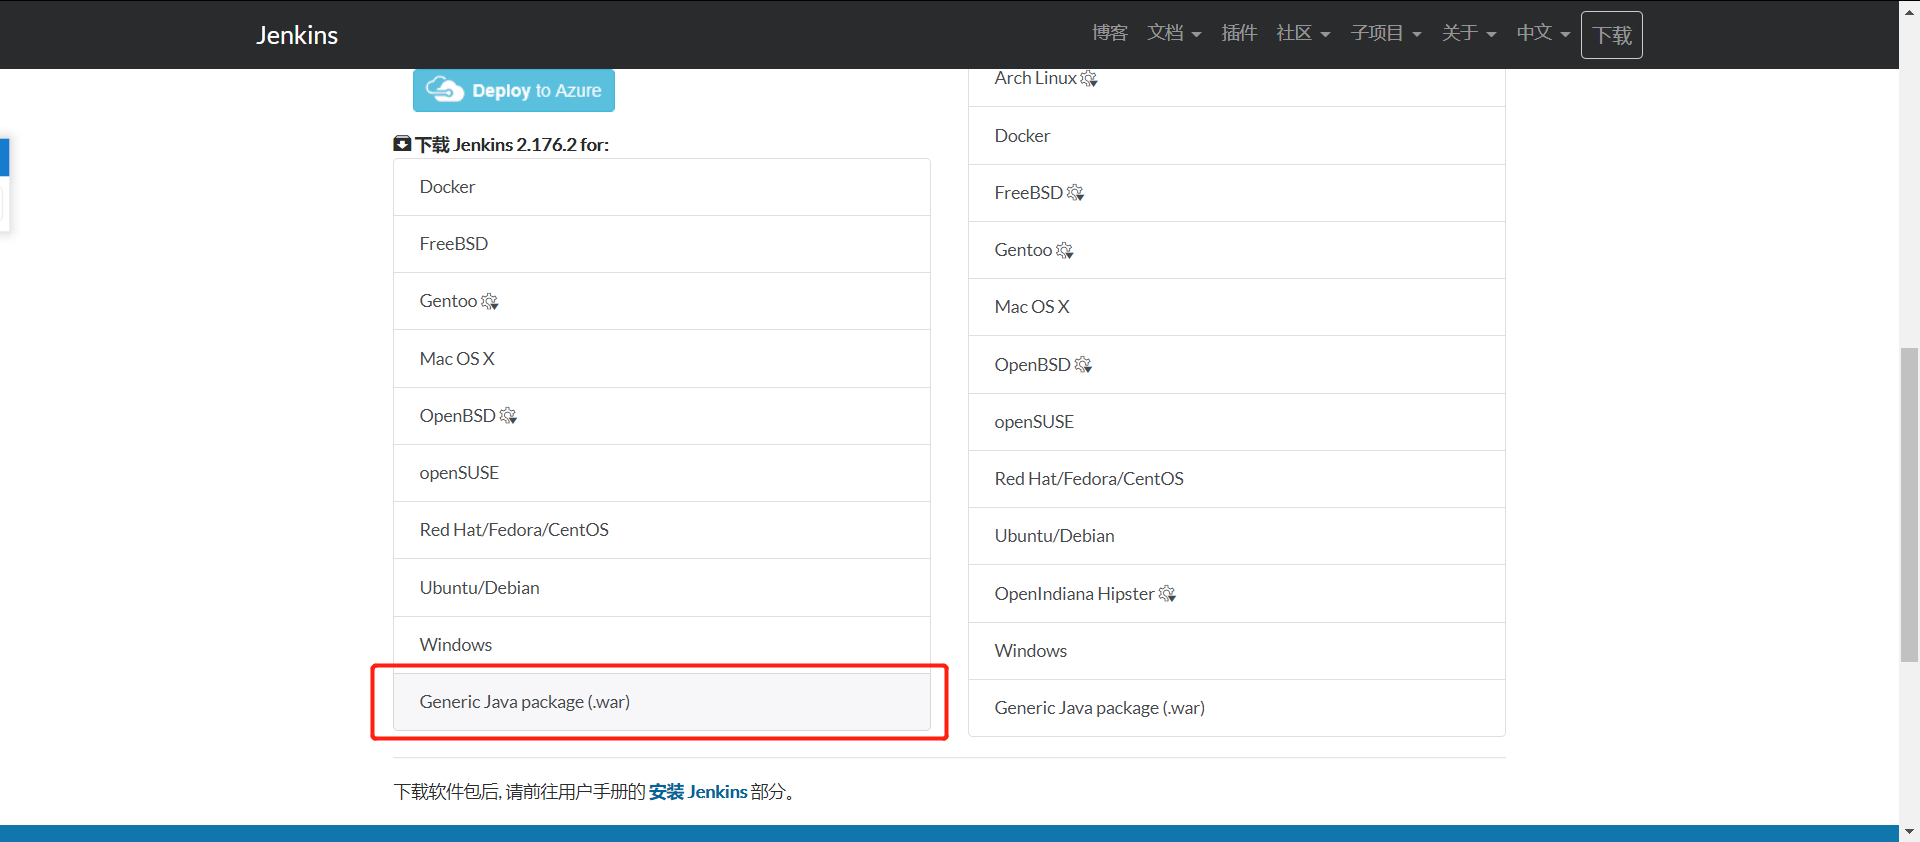 Jenkins
博客 文档 插件 社区 子项目 关于 中文 下载
Deploy to Azure
下载 Jenkins 2.176.2 for:
Docker
FreeBSD
Gentoo
Mac OS X
OpenBSD
openSUSE
Red Hat/Fedora/CentOS
Ubuntu/Debian
Windows
Generic Java package (.war)
Arch Linux
Docker
FreeBSD
Gentoo
Mac OS X
OpenBSD
openSUSE
Red Hat/Fedora/CentOS
Ubuntu/Debian
OpenIndiana Hipster
Windows
Generic Java package (.war)
下载软件包后, 请前往用户手册的 安装 Jenkins 部分。